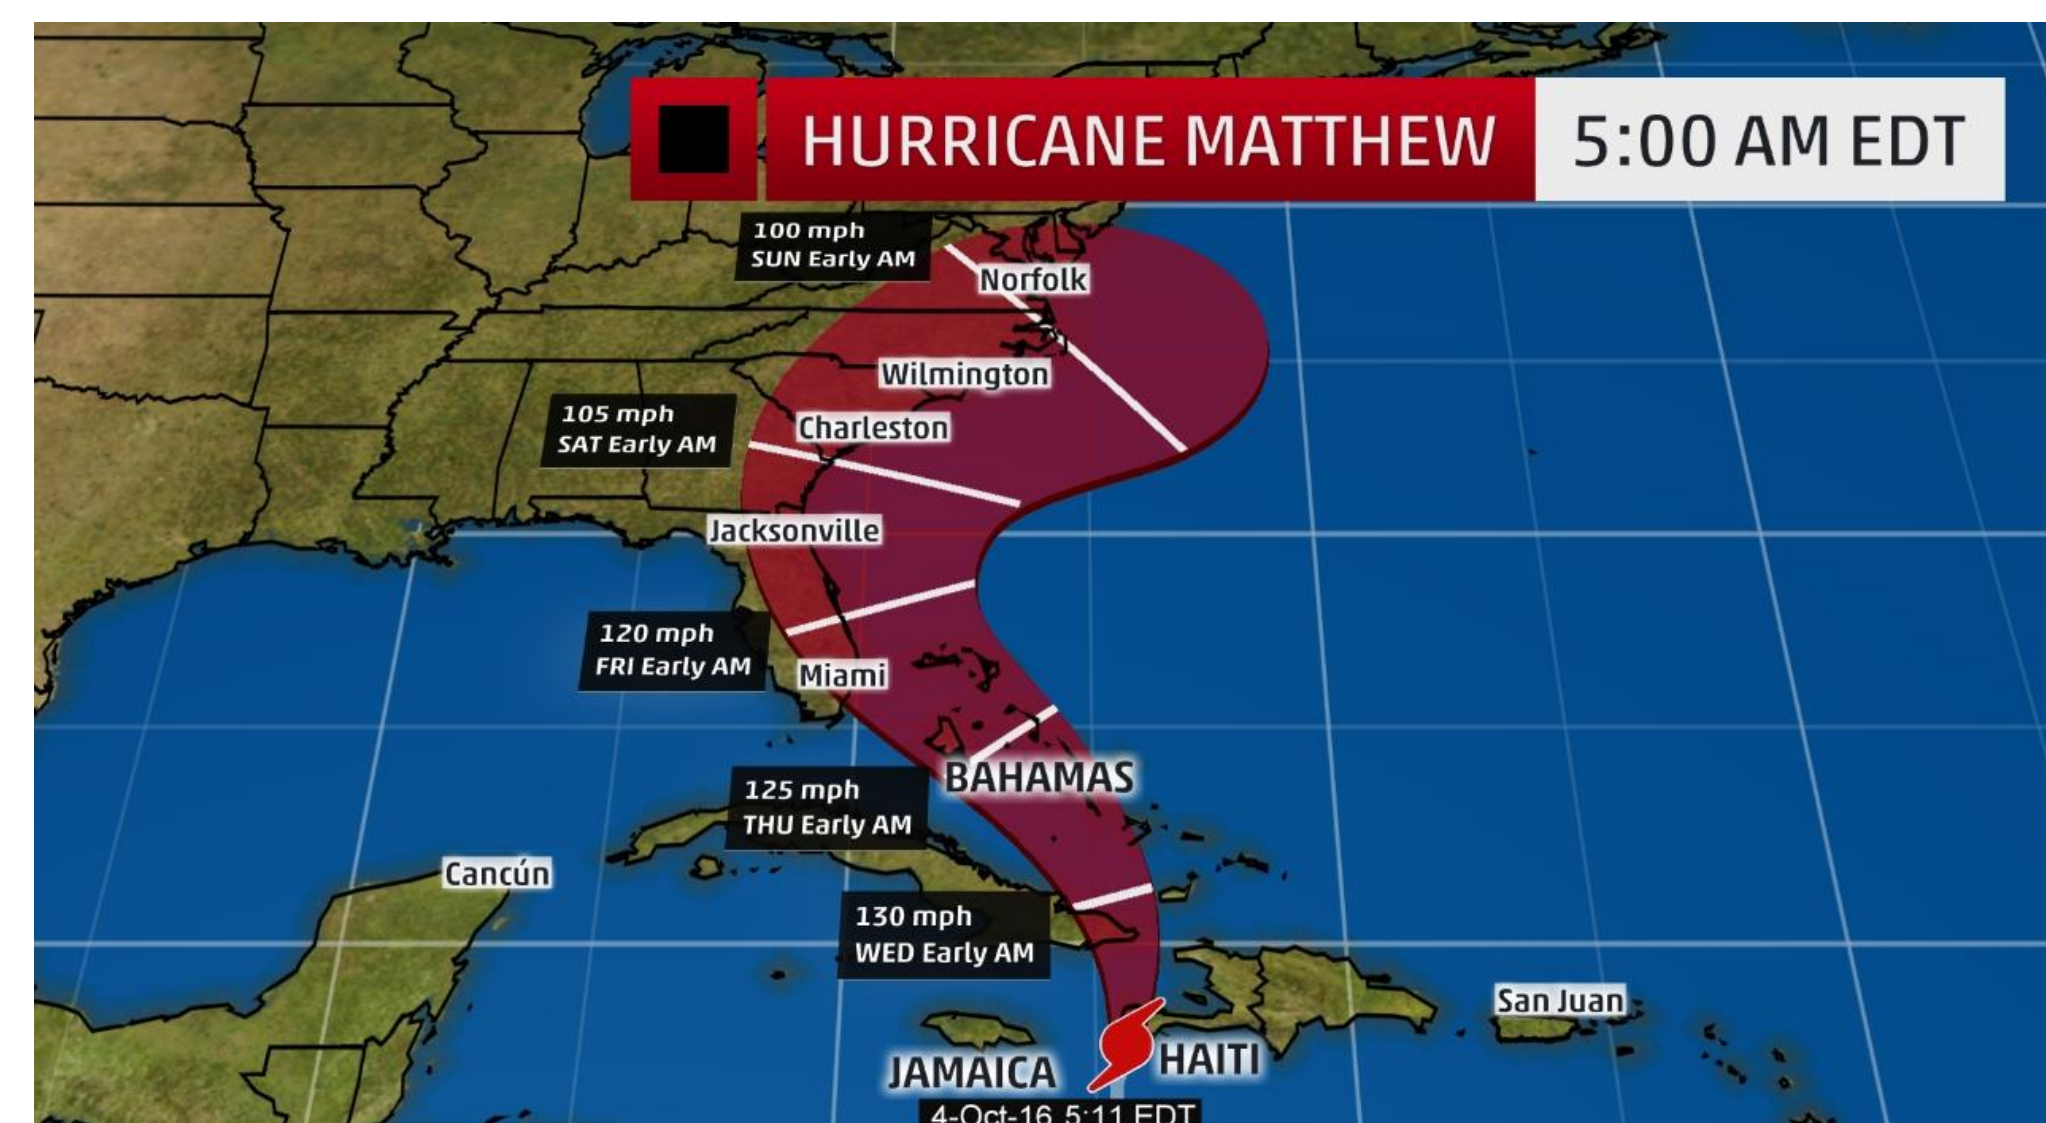 HURRICANE MATTHEW
5:00 AM EDT
100 mph
SUN Early AM
Norfolk
Wilmington
105 mph
SAT Early AM
Charleston
Jacksonville
120 mph
FRI Early AM
Miami
BAHAMAS
125 mph
THU Early AM
Cancún
130 mph
WED Early AM
San Juan
JAMAICA
HAITI
4-Oct-16 5:11 EDT